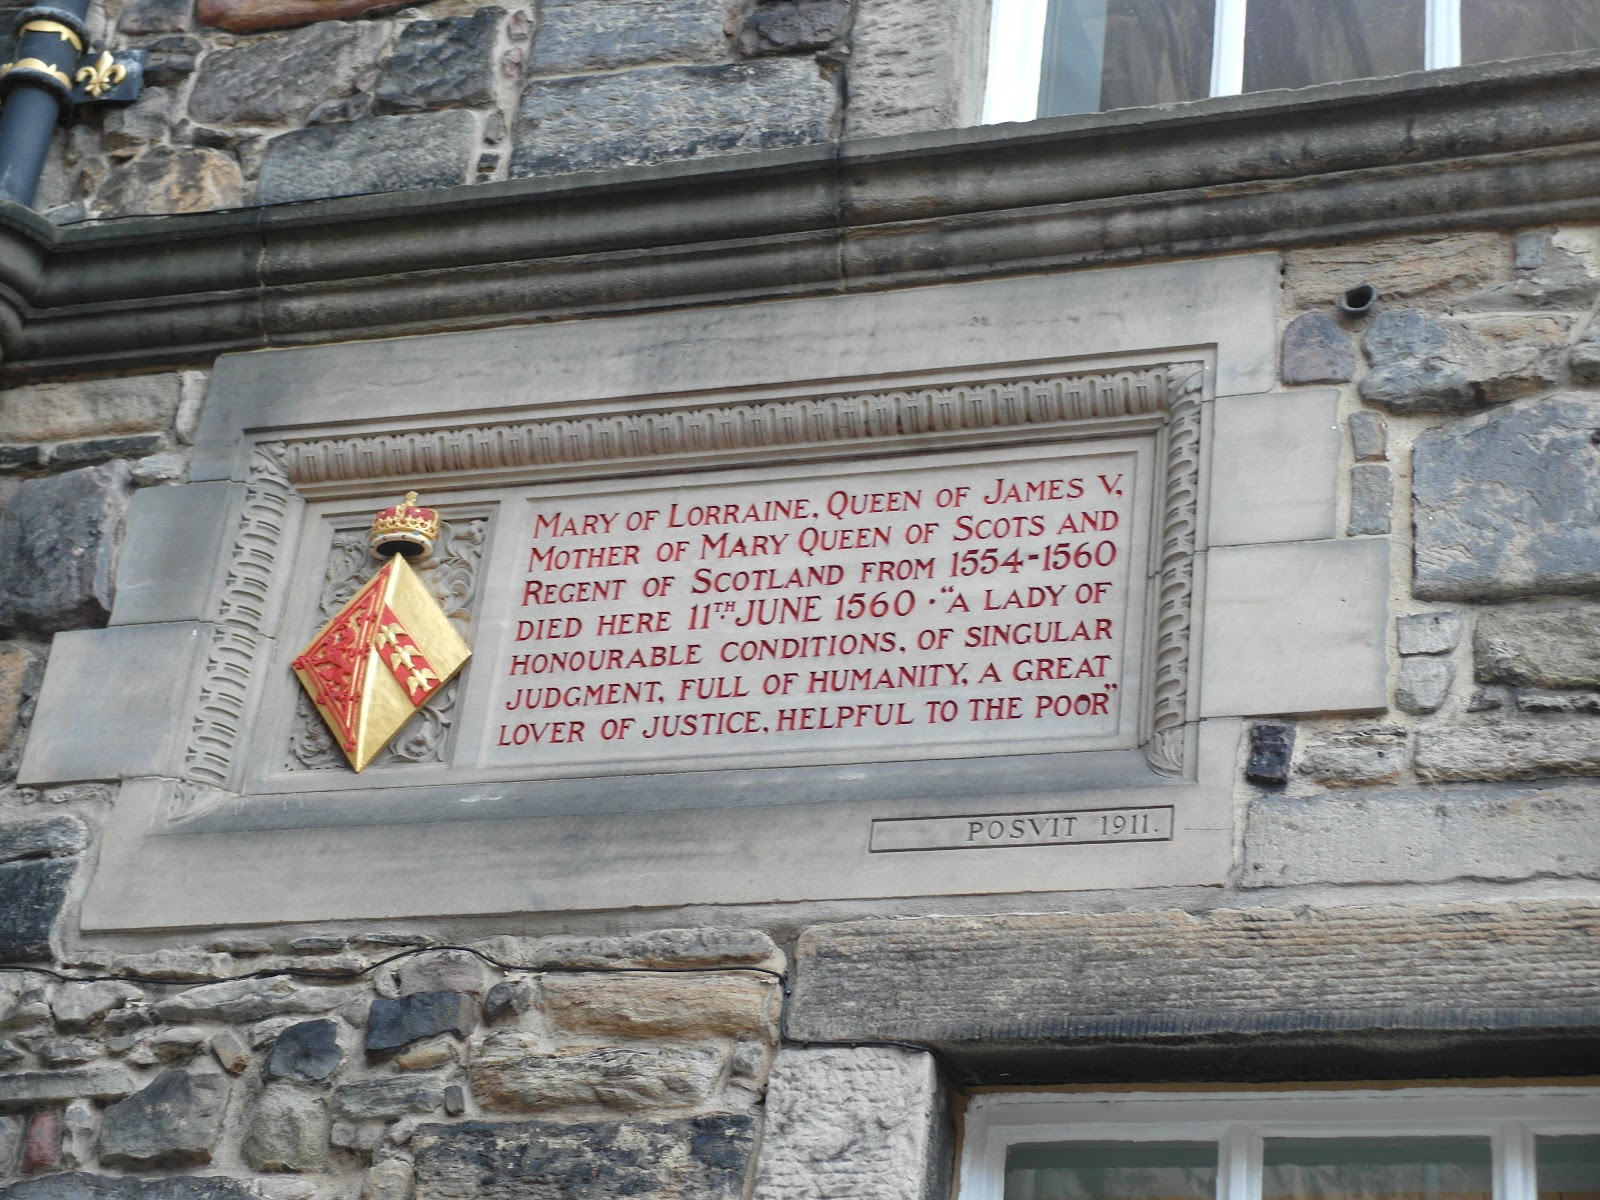 MARY OF LORRAINE, QUEEN OF JAMES V,
MOTHER OF MARY QUEEN OF SCOTS AND
REGENT OF SCOTLAND FROM 1554-1560
DIED HERE 11TH JUNE 1560 · "A LADY OF
HONOURABLE CONDITIONS, OF SINGULAR
JUDGMENT, FULL OF HUMANITY, A GREAT
LOVER OF JUSTICE, HELPFUL TO THE POOR"
POSVIT 1911.